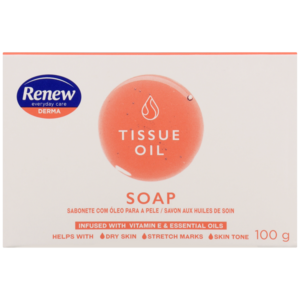 Renew
everyday care
DERMA
TISSUE
OIL
SOAP
SABONETE COM ÓLEO PARA A PELE / SAVON AUX HUILES DE SOIN
INFUSED WITH VITAMIN E & ESSENTIAL OILS
HELPS WITH DRY SKIN STRETCH MARKS SKIN TONE 100 g